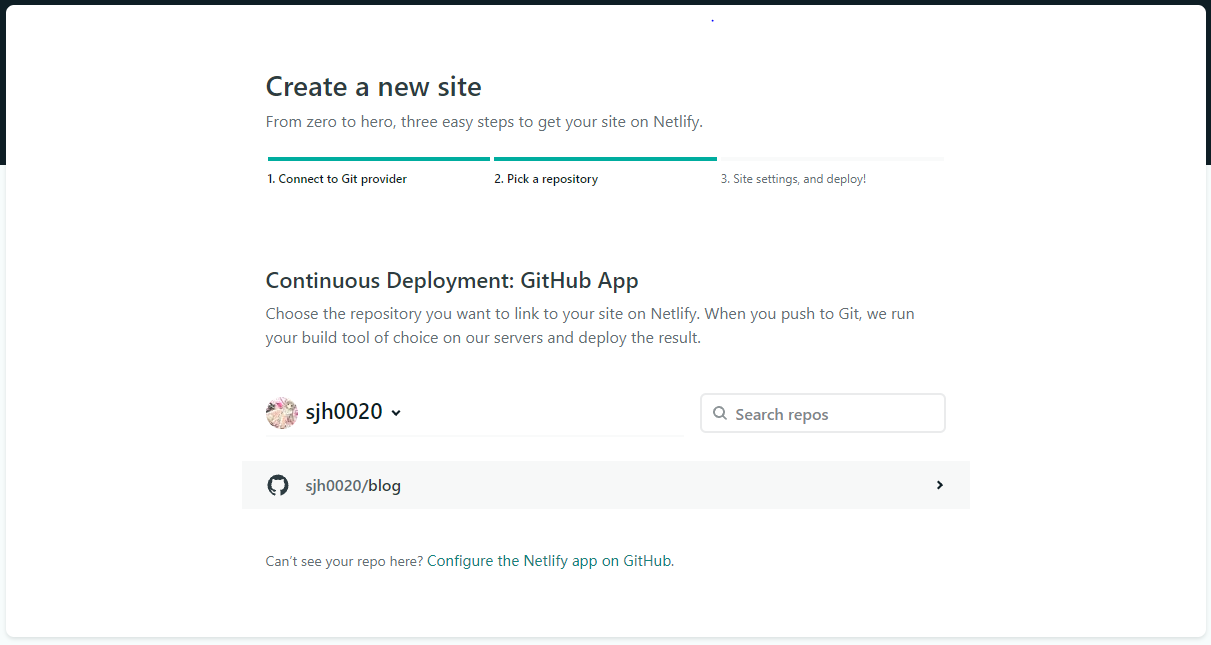 Create a new site
From zero to hero, three easy steps to get your site on Netlify.
1. Connect to Git provider
2. Pick a repository
3. Site settings, and deploy!
Continuous Deployment: GitHub App
Choose the repository you want to link to your site on Netlify. When you push to Git, we run
your build tool of choice on our servers and deploy the result.
sjh0020
Search repos
sjh0020/blog
Can't see your repo here? Configure the Netlify app on GitHub.